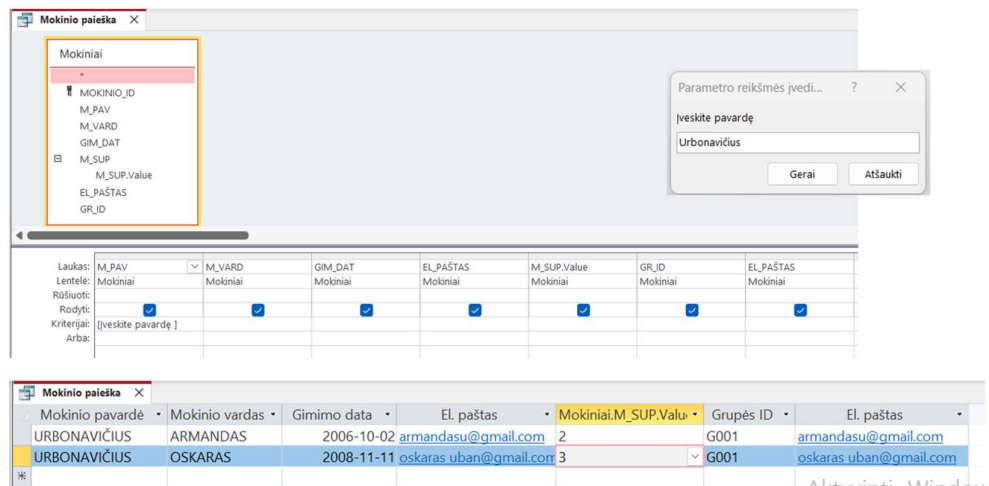 Mokinio paieška
Mokiniai
*
MOKINIO_ID
M_PAV
M_VARD
GIM_DAT
M_SUP
M_SUP.Value
EL_PAŠTAS
GR_ID
Parametro reikšmės įvedi... ?
Įveskite pavardę
Urbonavičius
Gerai Atšaukti
Laukas: M_PAV M_VARD GIM_DAT EL_PAŠTAS M_SUP.Value GR_ID EL_PAŠTAS
Lentelė: Mokiniai Mokiniai Mokiniai Mokiniai Mokiniai Mokiniai Mokiniai
Rūšiuoti:
Rodyti:
Kriterijai: [Įveskite pavardę ]
Arba:
Mokinio paieška
Mokinio pavardė Mokinio vardas Gimimo data El. paštas Mokiniai.M_SUP.Valu Grupės ID El. paštas
URBONAVIČIUS ARMANDAS 2006-10-02 armandasu@gmail.com 2 G001 armandasu@gmail.com
URBONAVIČIUS OSKARAS 2008-11-11 oskaras uban@gmail.com 3 G001 oskaras uban@gmail.com